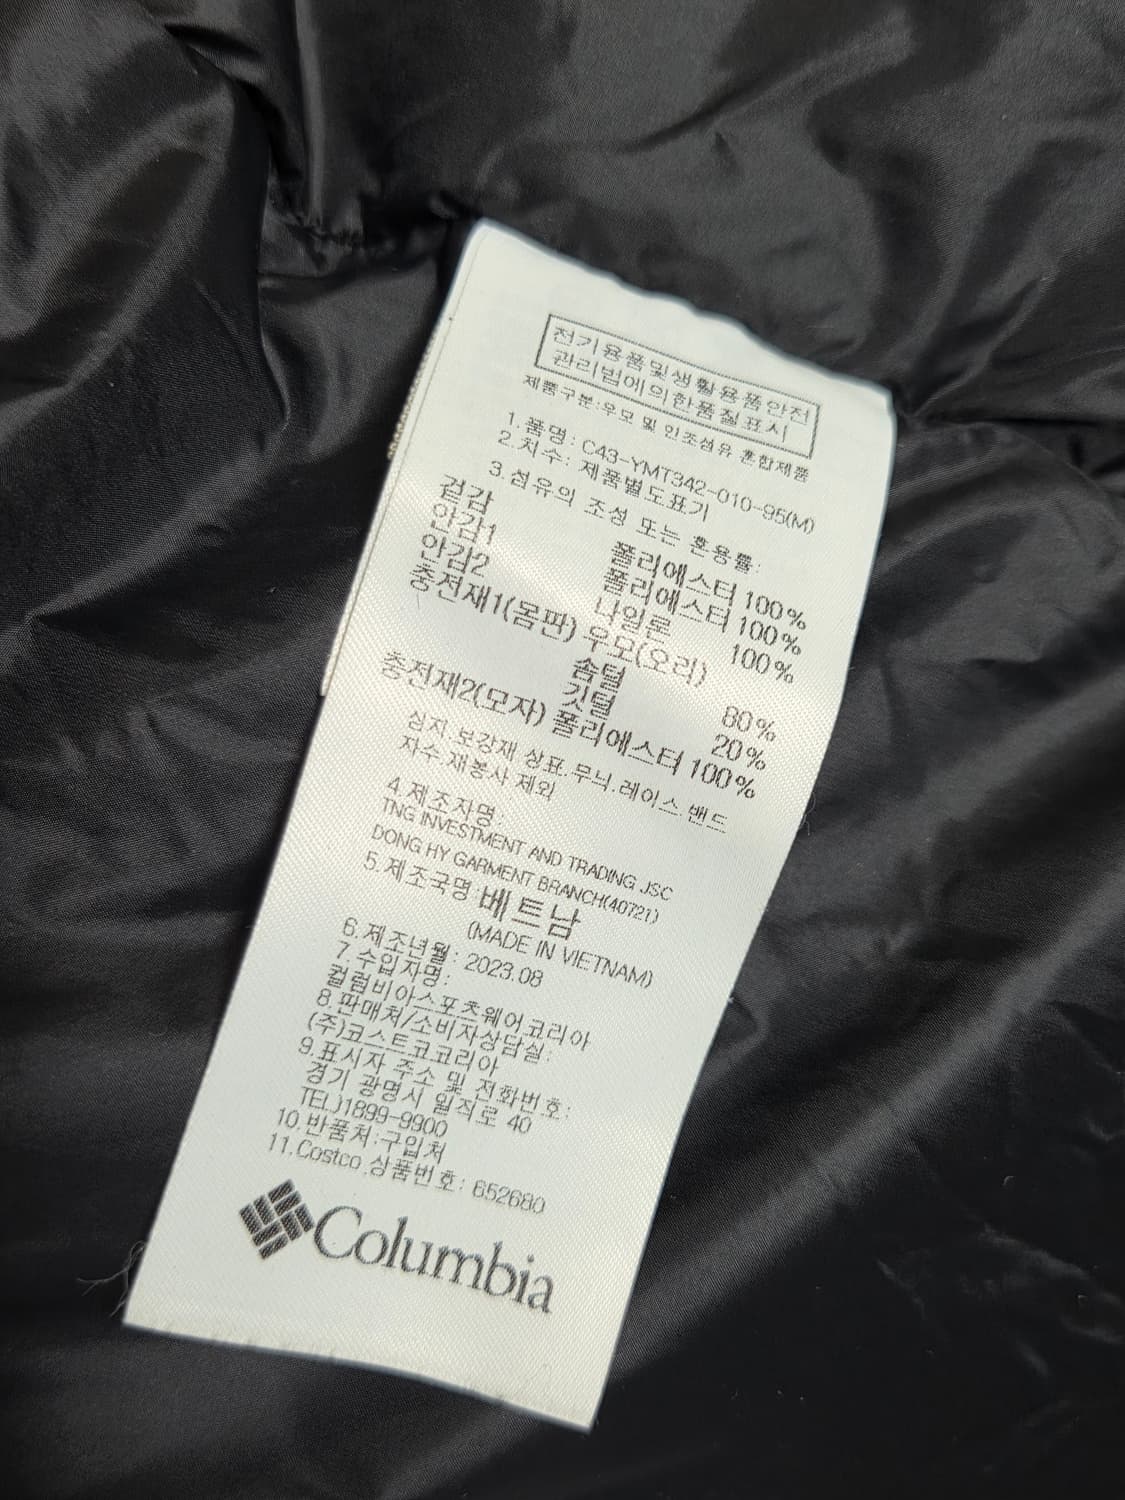 전기용품및생활용품안전
관리법에의한품질표시
제품구분:우모 및 인조섬유 혼합제품
1.품명: C43-YMT342-010-95(M)
2.치수: 제품별도표기
3.섬유의 조성 또는 혼용률:
겉감 폴리에스터 100%
안감1 폴리에스터 100%
안감2 나일론 100%
충전재1(몸판) 우모(오리)
솜털 80%
깃털 20%
충전재2(모자) 폴리에스터 100%
심지.보강재 상표.무늬.레이스.밴드
자수.재봉사 제외
4.제조자명
TNG INVESTMENT AND TRADING JSC
DONG HY GARMENT BRANCH(40721)
5.제조국명:베트남
(MADE IN VIETNAM)
6.제조년월: 2023.08
7.수입자명:
컬럼비아스포츠웨어코리아
8.판매처/소비자상담실:
(주)코스트코코리아
9.표시자 주소 및 전화번호:
경기 광명시 일직로 40
TEL)1899-9900
10.반품처:구입처
11.Costco.상품번호: 652680
Columbia